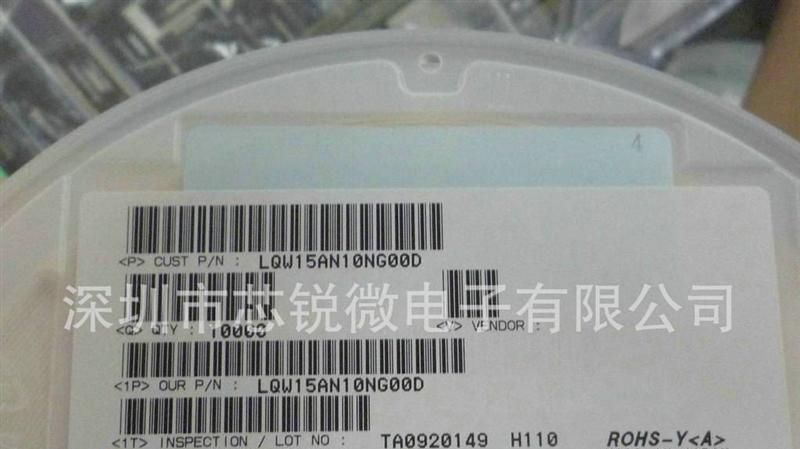 4
<P> CUST P/N : LQW15AN10NG00D
深圳市芯锐微电子有限公司
<Q> QTY : 10000 <V> VENDOR :
<1P> OUR P/N : LQW15AN10NG00D
<1T> INSPECTION / LOT NO : TA0920149 H110 ROHS-Y<A>